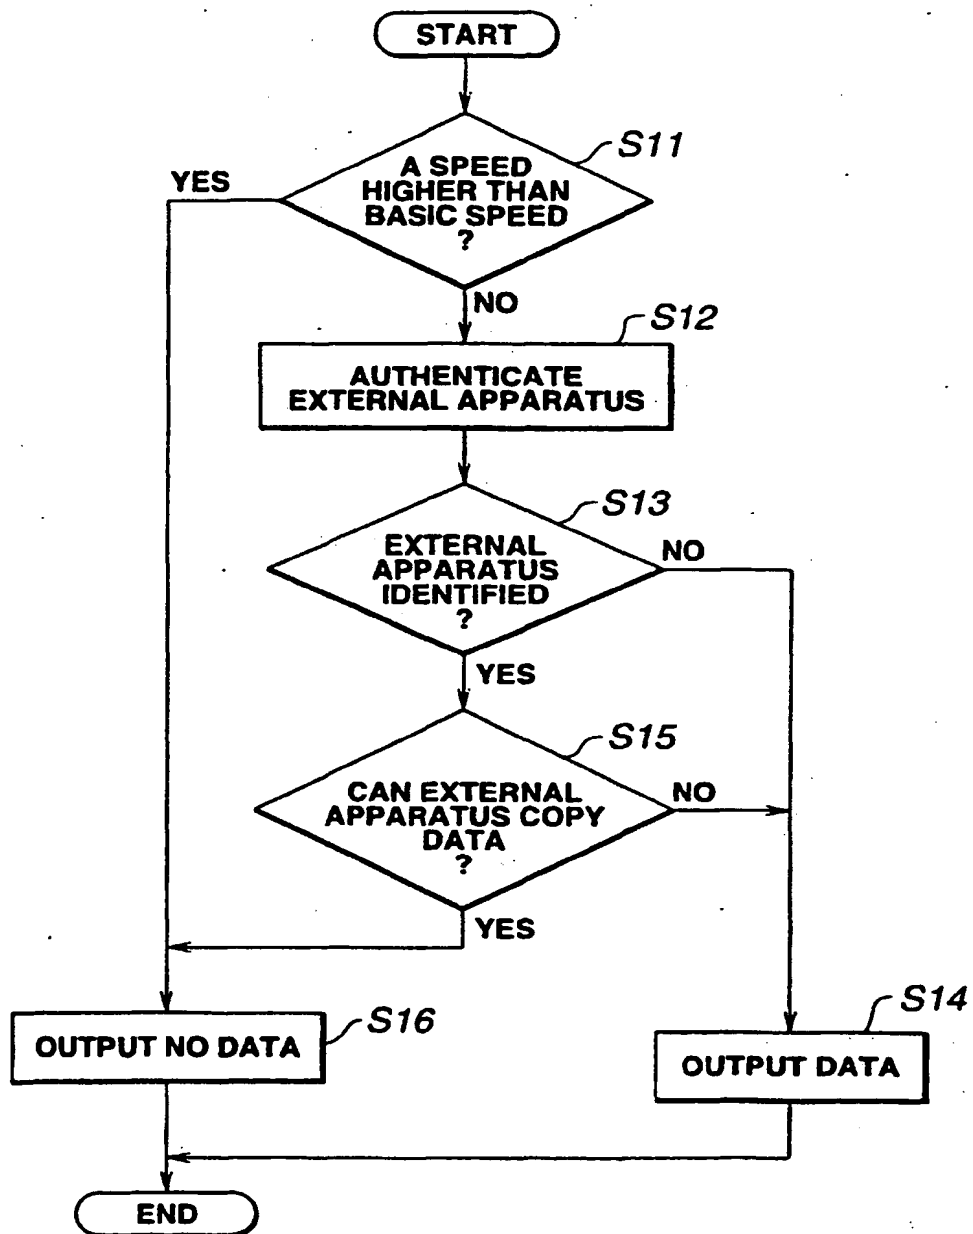 START
S11
A SPEED
HIGHER THAN
BASIC SPEED
?
YES
NO
S12
AUTHENTICATE
EXTERNAL APPARATUS
S13
EXTERNAL
APPARATUS
IDENTIFIED
?
NO
YES
S15
CAN EXTERNAL
APPARATUS COPY
DATA
?
NO
YES
S16
OUTPUT NO DATA
S14
OUTPUT DATA
END